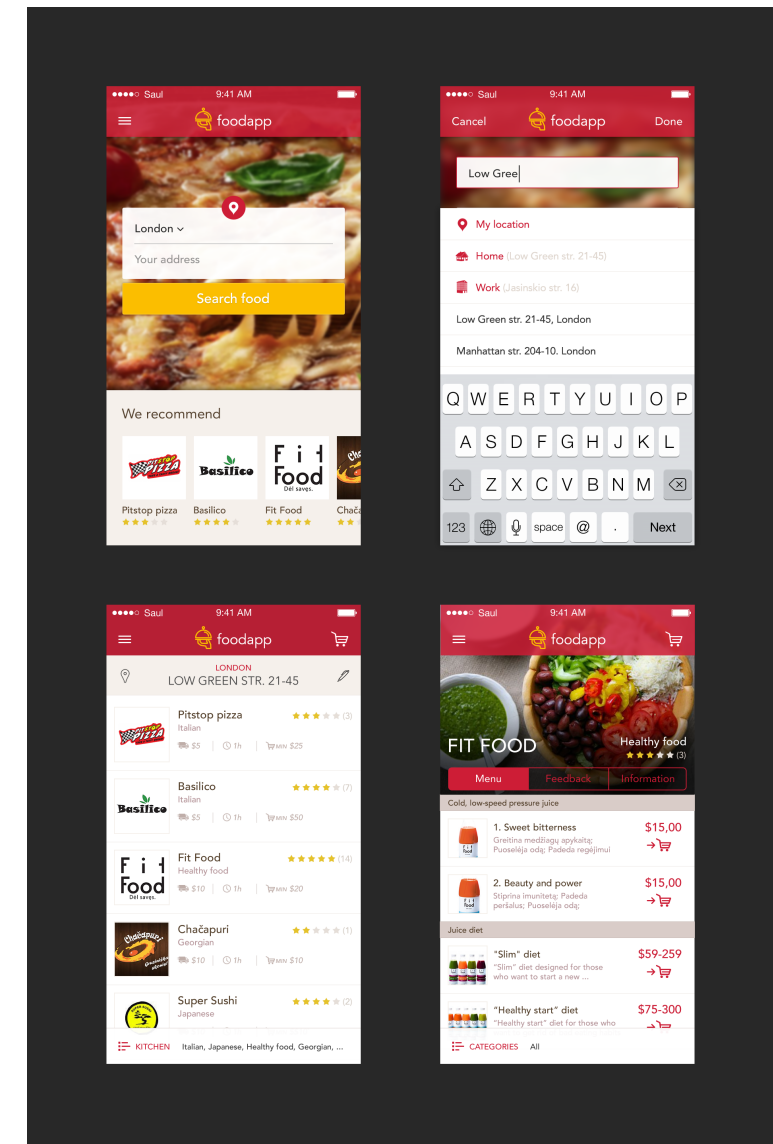 Saul 9:41 AM
foodapp
London
Your address
Search food
We recommend
PITSTOP
PIZZA
Basilico
Fit
Food
Dėl savęs.
Pitstop pizza Basilico Fit Food
Saul 9:41 AM
Cancel foodapp Done
Low Gree
My location
Home (Low Green str. 21-45)
Work (Jasinskio str. 16)
Low Green str. 21-45, London
Manhattan str. 204-10. London
Q W E R T Y U I O P
A S D F G H J K L
Z X C V B N M
123 space @ . Next
Saul 9:41 AM
foodapp
LONDON
LOW GREEN STR. 21-45
PITSTOP
PIZZA
Pitstop pizza (3)
Italian
$5 1h MIN $25
Basilico
Basilico (7)
Italian
$5 1h MIN $50
Fit
Food
Dėl savęs.
Fit Food (14)
Healthy food
$10 1h MIN $20
Chačapuri
Chačapuri (1)
Georgian
$10 1h MIN $10
Super Sushi (2)
Japanese
KITCHEN Italian, Japanese, Healthy food, Georgian, ...
Saul 9:41 AM
foodapp
FIT FOOD
Healthy food
(3)
Menu Feedback Information
Cold, low-speed pressure juice
1. Sweet bitterness $15,00
Greitina medžiagų apykaitą;
Puoselėja odą; Padeda regėjimui
2. Beauty and power $15,00
Stiprina imunitetą; Padeda
peršalus; Puoselėja odą;
Juice diet
"Slim" diet $59-259
"Slim" diet designed for those
who want to start a new ...
"Healthy start" diet $75-300
"Healthy start" diet for those who
CATEGORIES All